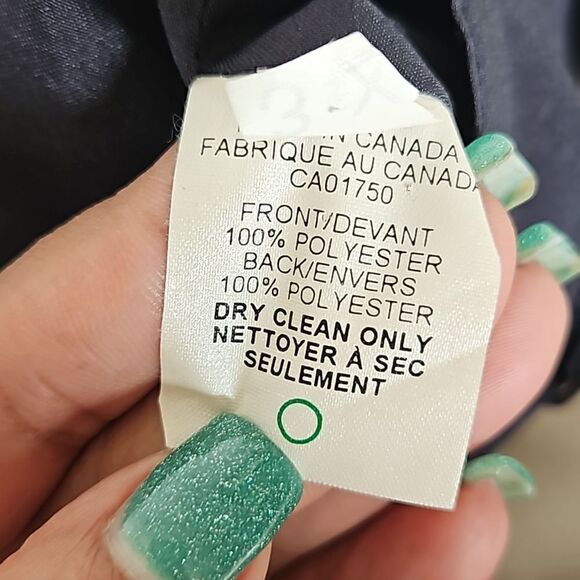 IN CANADA
FABRIQUE AU CANADA
CA01750
FRONT/DEVANT
100% POLYESTER
BACK/ENVERS
100% POLYESTER
DRY CLEAN ONLY
NETTOYER À SEC
SEULEMENT